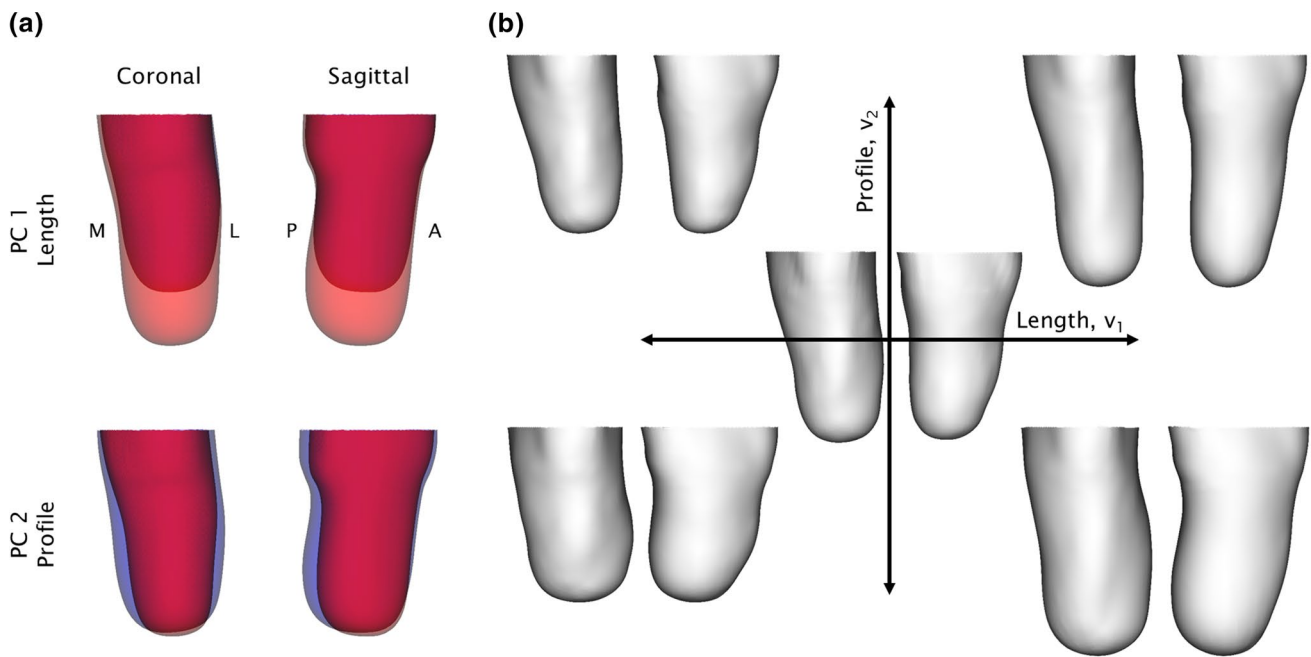 (a)
(b)
Coronal
Sagittal
PC 1
Length
M
L
P
A
Profile, v2
Length, v1
PC 2
Profile